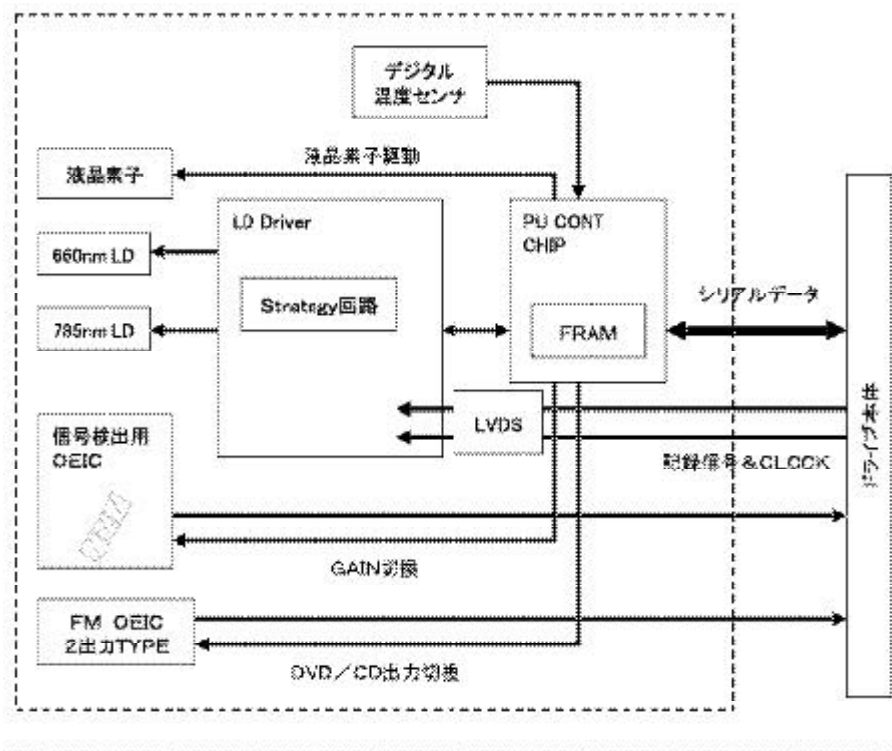 デジタル
温度センサ
液晶素子駆動
液晶素子
LD Driver
PU CONT
CHIP
660nm LD
Strategy回路
シリアルデータ
785nm LD
FRAM
信号検出用
OEIC
LVDS
ドライブ本体
記録信号&CLOCK
GAIN切換
FM OEIC
2出力TYPE
DVD/CD出力切換